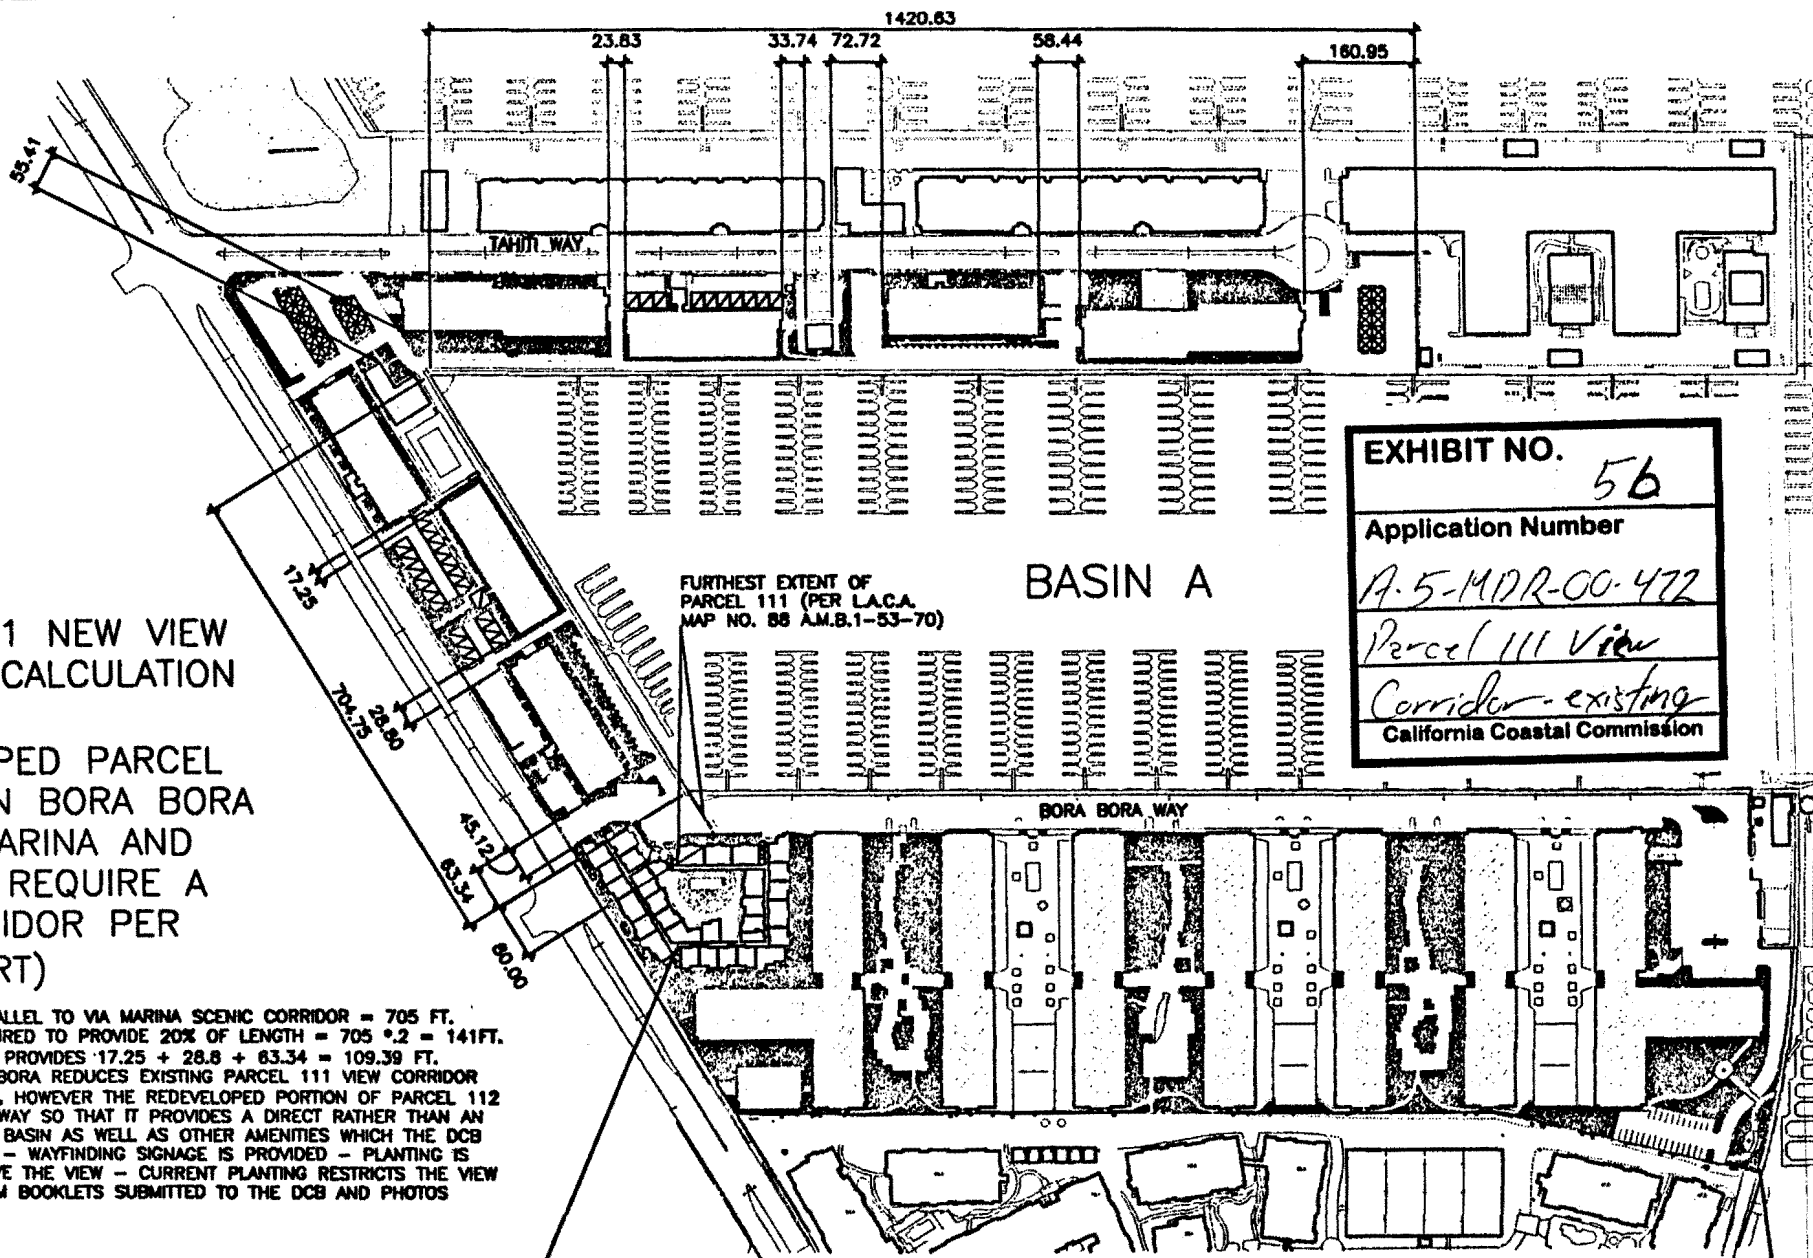 1420.63
23.83
33.74
72.72
58.44
160.95
55.41
TAHITI WAY
EXHIBIT NO.
5b
Application Number
A-5-MDR-00-472
Parcel 111 View
Corridor-existing
California Coastal Commission
BASIN A
FURTHEST EXTENT OF
PARCEL 111 (PER L.A.C.A.
MAP NO. 88 A.M.B.1-53-70)
17.25
28.80
704.75
45.12
63.34
60.00
BORA BORA WAY
1 NEW VIEW
CALCULATION
PED PARCEL
N BORA BORA
ARINA AND
REQUIRE A
IDOR PER
RT)
ALLEL TO VIA MARINA SCENIC CORRIDOR = 705 FT.
IRED TO PROVIDE 20% OF LENGTH = 705 *.2 = 141FT.
PROVIDES 17.25 + 28.8 + 63.34 = 109.39 FT.
BORA REDUCES EXISTING PARCEL 111 VIEW CORRIDOR
, HOWEVER THE REDEVELOPED PORTION OF PARCEL 112
WAY SO THAT IT PROVIDES A DIRECT RATHER THAN AN
BASIN AS WELL AS OTHER AMENITIES WHICH THE DCB
– WAYFINDING SIGNAGE IS PROVIDED – PLANTING IS
VE THE VIEW – CURRENT PLANTING RESTRICTS THE VIEW
M BOOKLETS SUBMITTED TO THE DCB AND PHOTOS